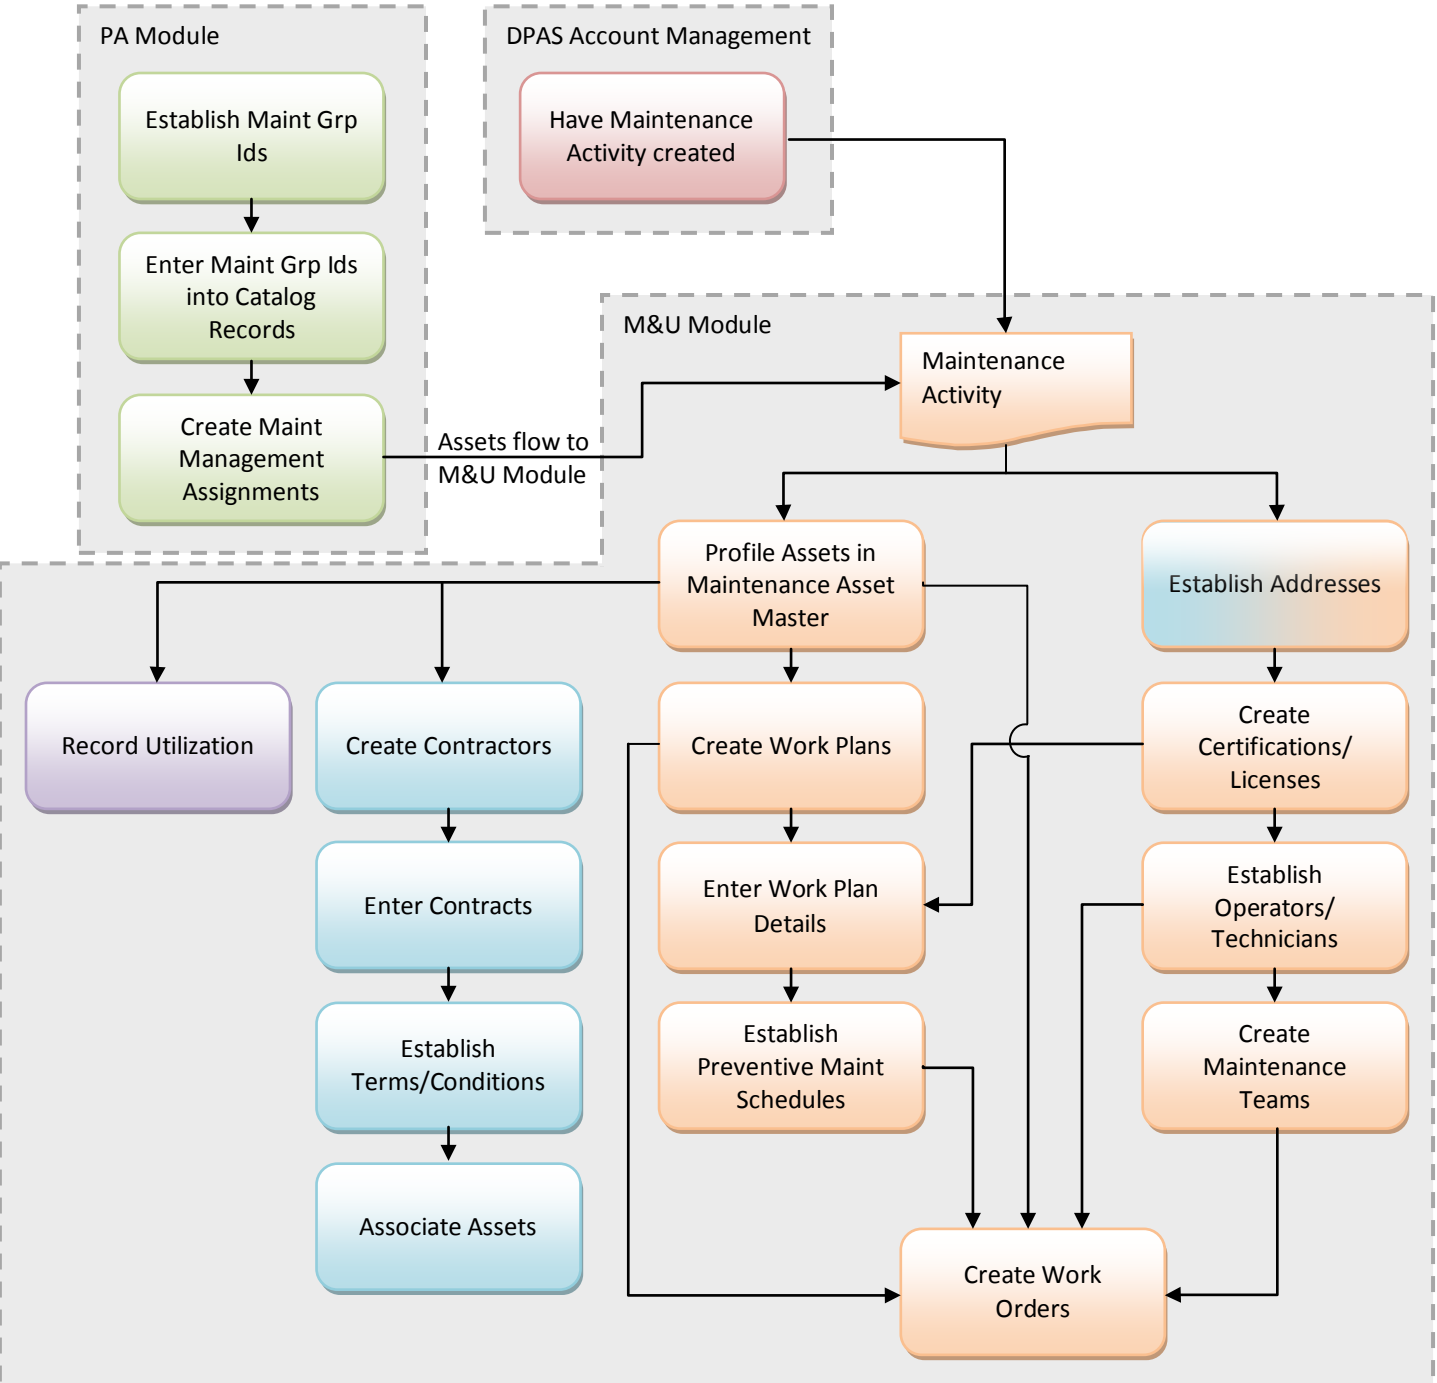 PA Module
Establish Maint Grp
Ids
Enter Maint Grp Ids
into Catalog
Records
Create Maint
Management
Assignments
DPAS Account Management
Have Maintenance
Activity created
Assets flow to
M&U Module
M&U Module
Maintenance
Activity
Profile Assets in
Maintenance Asset
Master
Establish Addresses
Record Utilization
Create Contractors
Create Work Plans
Create
Certifications/
Licenses
Enter Contracts
Enter Work Plan
Details
Establish
Operators/
Technicians
Establish
Terms/Conditions
Establish
Preventive Maint
Schedules
Create
Maintenance
Teams
Associate Assets
Create Work
Orders